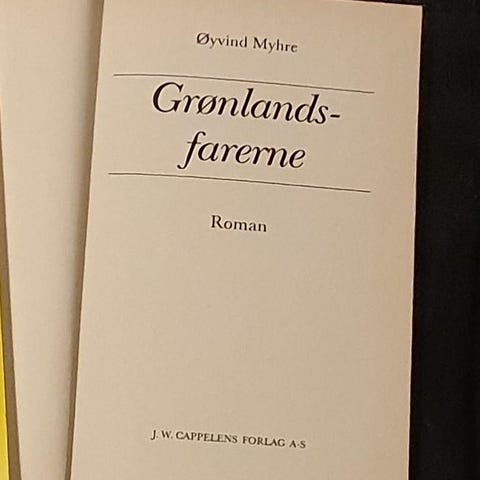 Øyvind Myhre
Grønlands-
farerne
Roman
J. W. CAPPELENS FORLAG A·S